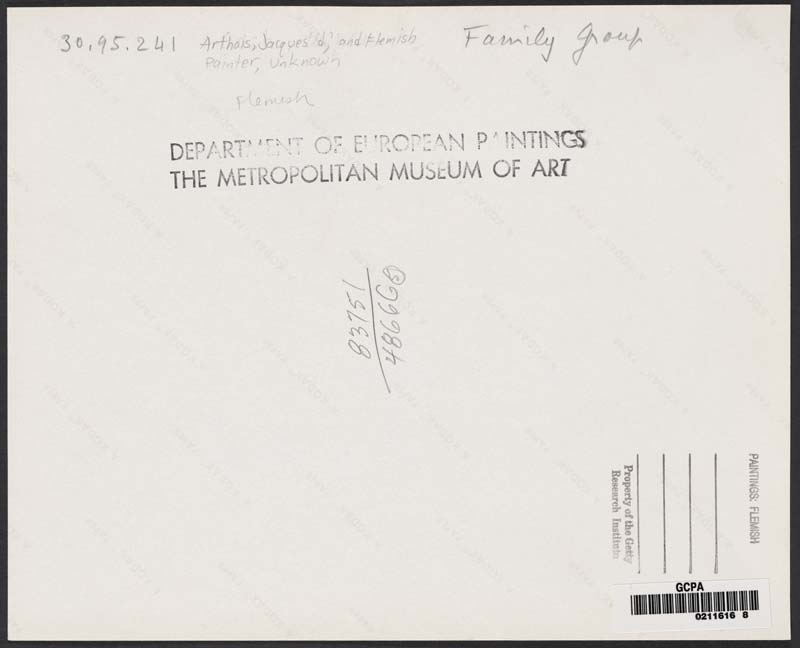 30.95.241 Arthois, Jacques d', and Flemish Family Group
Painter, Unknown
Flemish
DEPARTMENT OF EUROPEAN PAINTINGS
THE METROPOLITAN MUSEUM OF ART
83751
48666 5
PAINTINGS: FLEMISH
Property of the Getty
Research Institute
GCPA
0211616 8